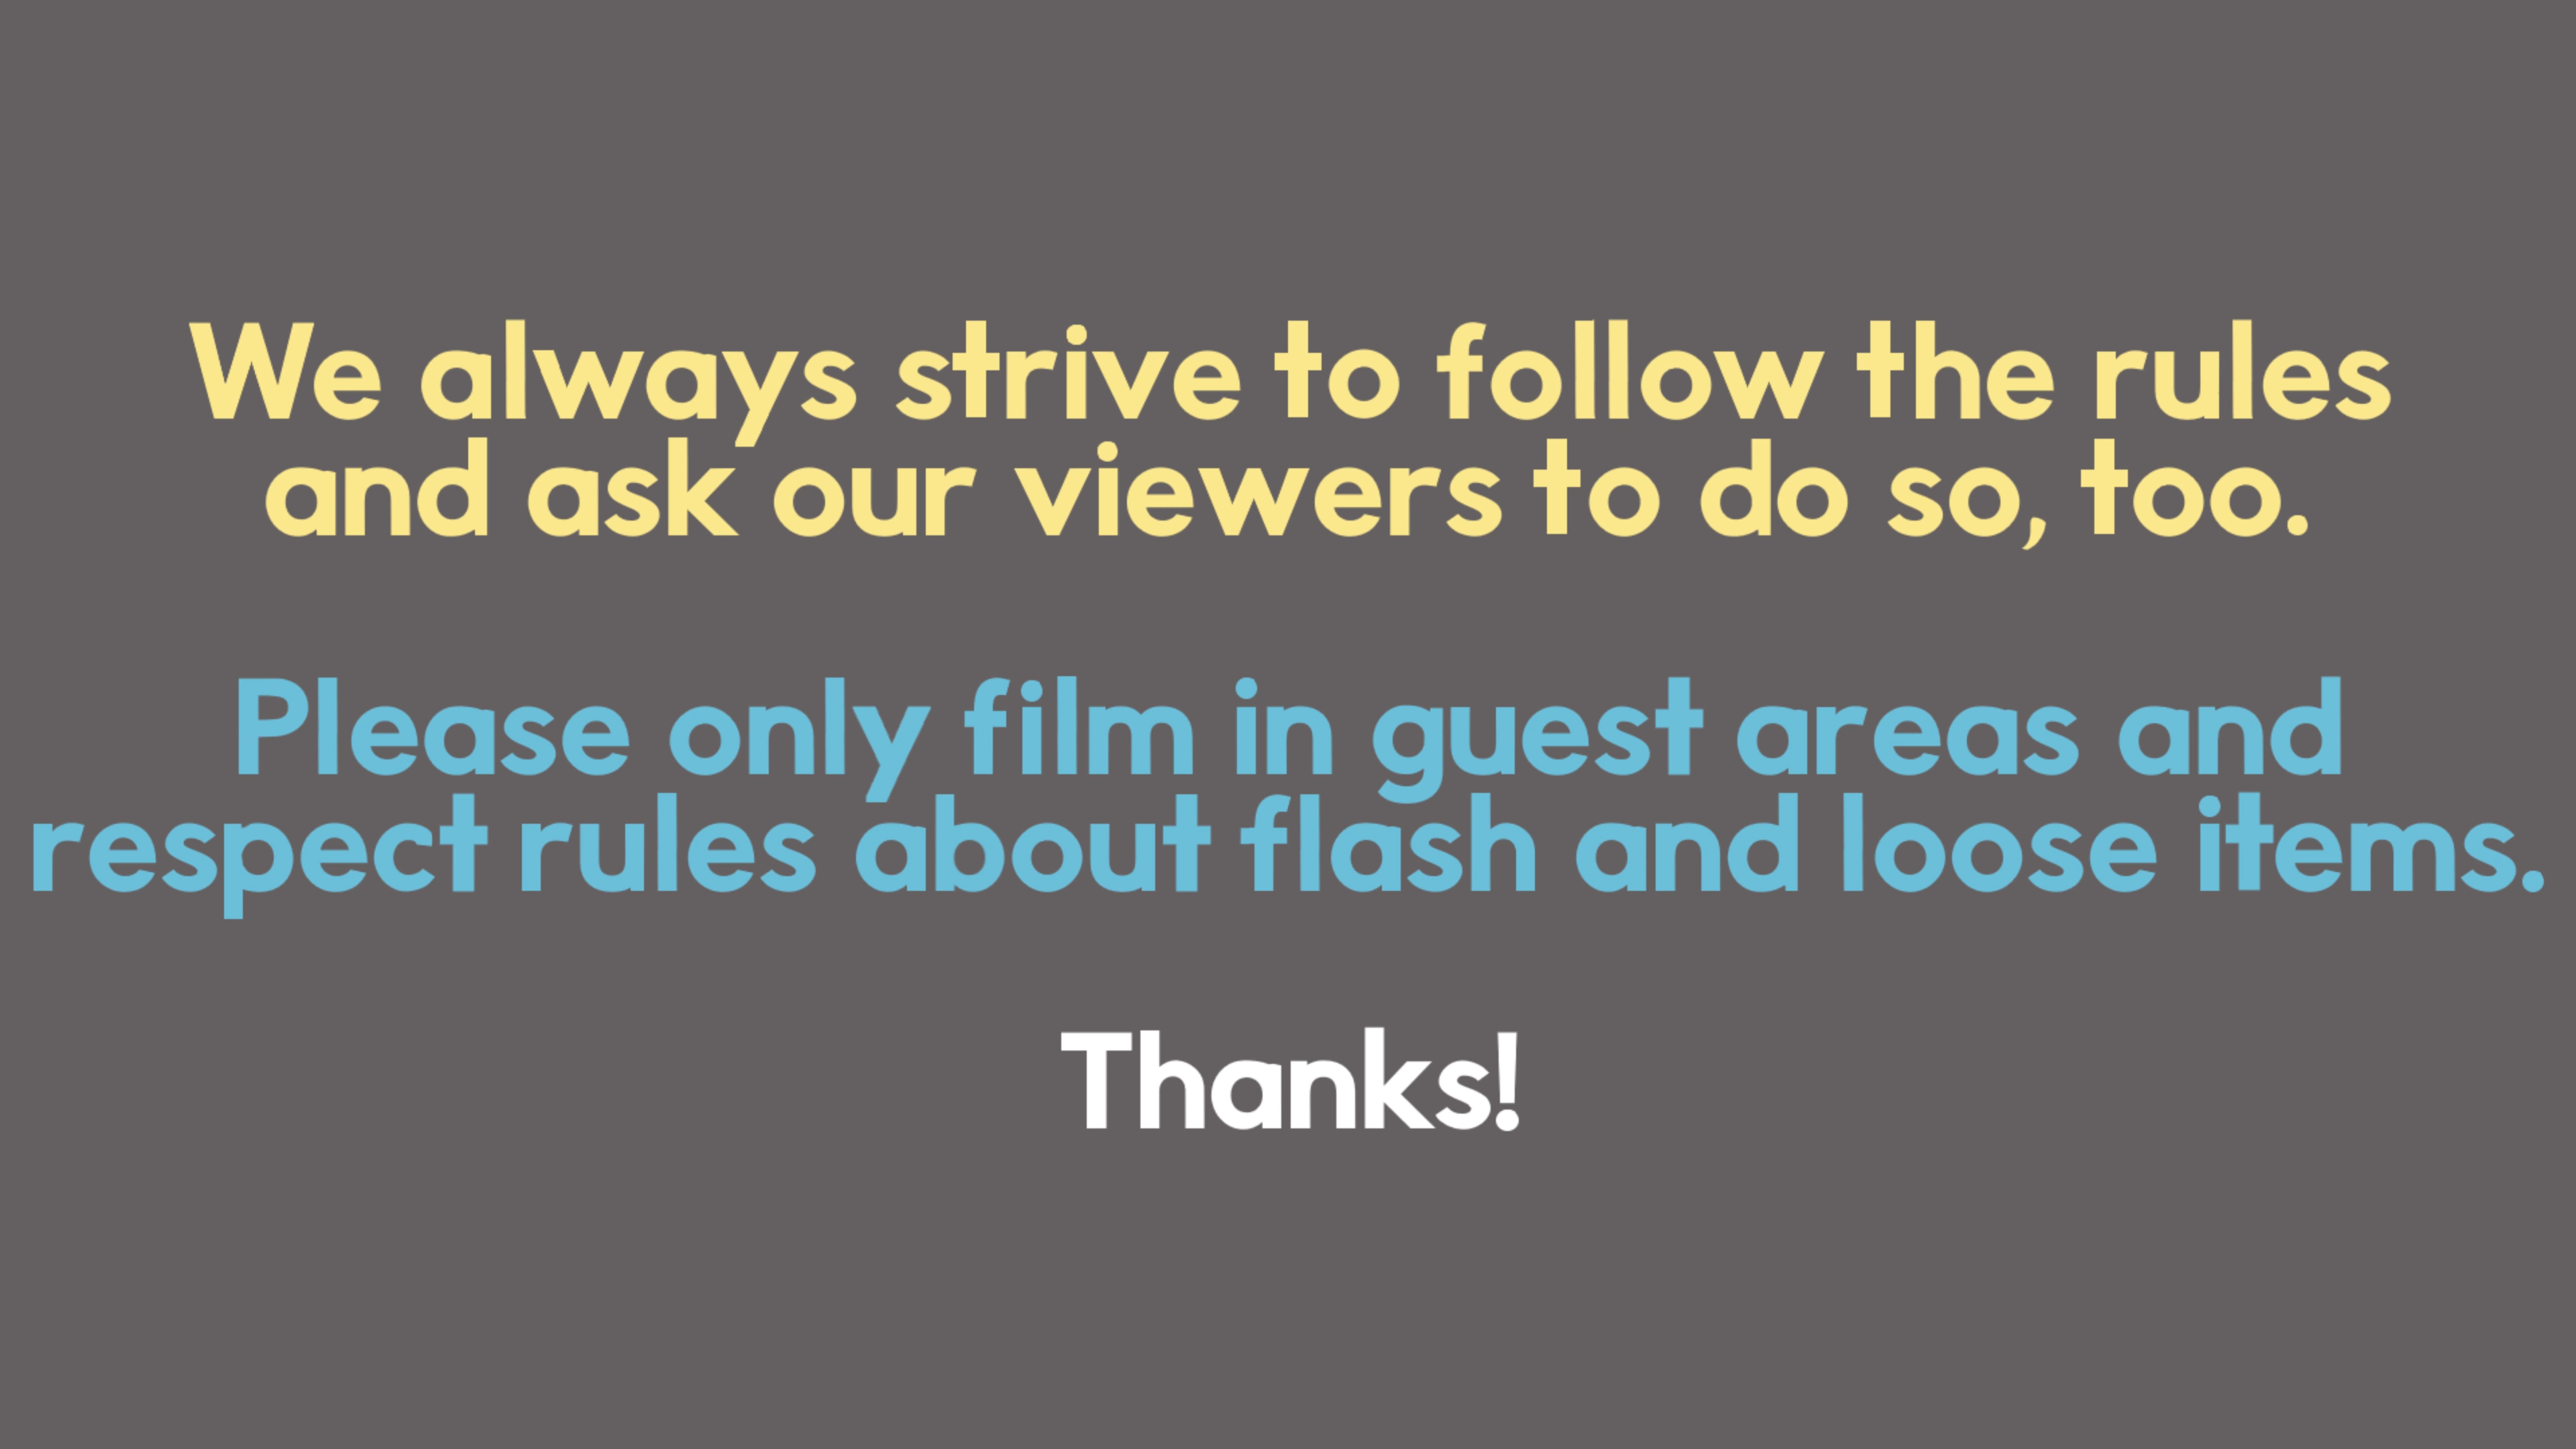 We always strive to follow the rules
and ask our viewers to do so, too.
Please only film in guest areas and
respect rules about flash and loose items.
Thanks!